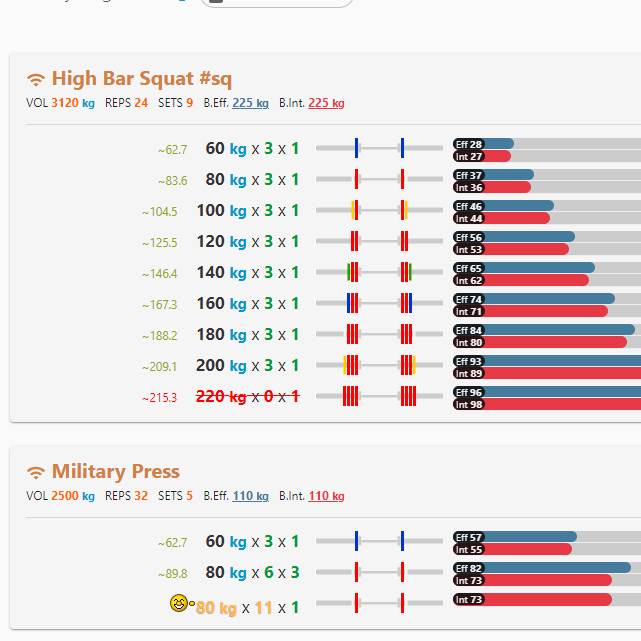 High Bar Squat #sq
VOL 3120 kg REPS 24 SETS 9 B.Eff. 225 kg B.Int. 225 kg
~62.7 60 kg x 3 x 1 Eff 28
Int 27
~83.6 80 kg x 3 x 1 Eff 37
Int 36
~104.5 100 kg x 3 x 1 Eff 46
Int 44
~125.5 120 kg x 3 x 1 Eff 56
Int 53
~146.4 140 kg x 3 x 1 Eff 65
Int 62
~167.3 160 kg x 3 x 1 Eff 74
Int 71
~188.2 180 kg x 3 x 1 Eff 84
Int 80
~209.1 200 kg x 3 x 1 Eff 93
Int 89
~215.3 220 kg x 0 x 1 Eff 96
Int 98
Military Press
VOL 2500 kg REPS 32 SETS 5 B.Eff. 110 kg B.Int. 110 kg
~62.7 60 kg x 3 x 1 Eff 57
Int 55
~89.8 80 kg x 6 x 3 Eff 82
Int 73
80 kg x 11 x 1 Int 73